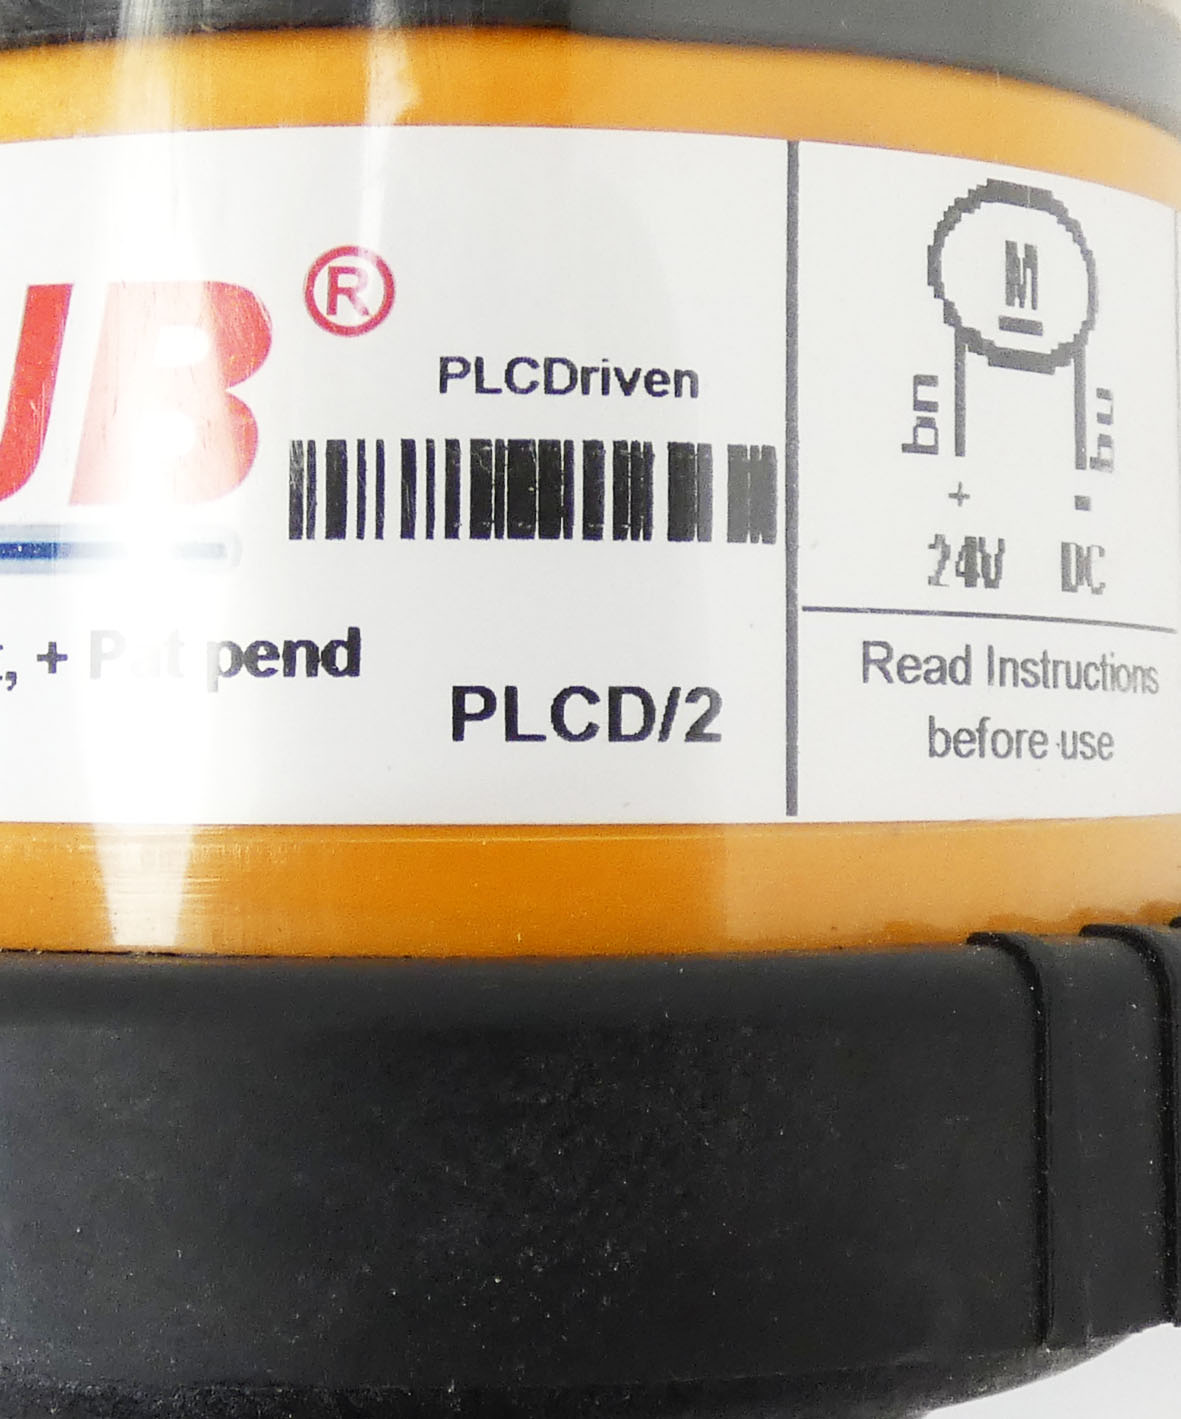 UB®
PLCDriven
, + Pat pend
PLCD/2
M
bn
bu
+ -
24V DC
Read Instructions
before use